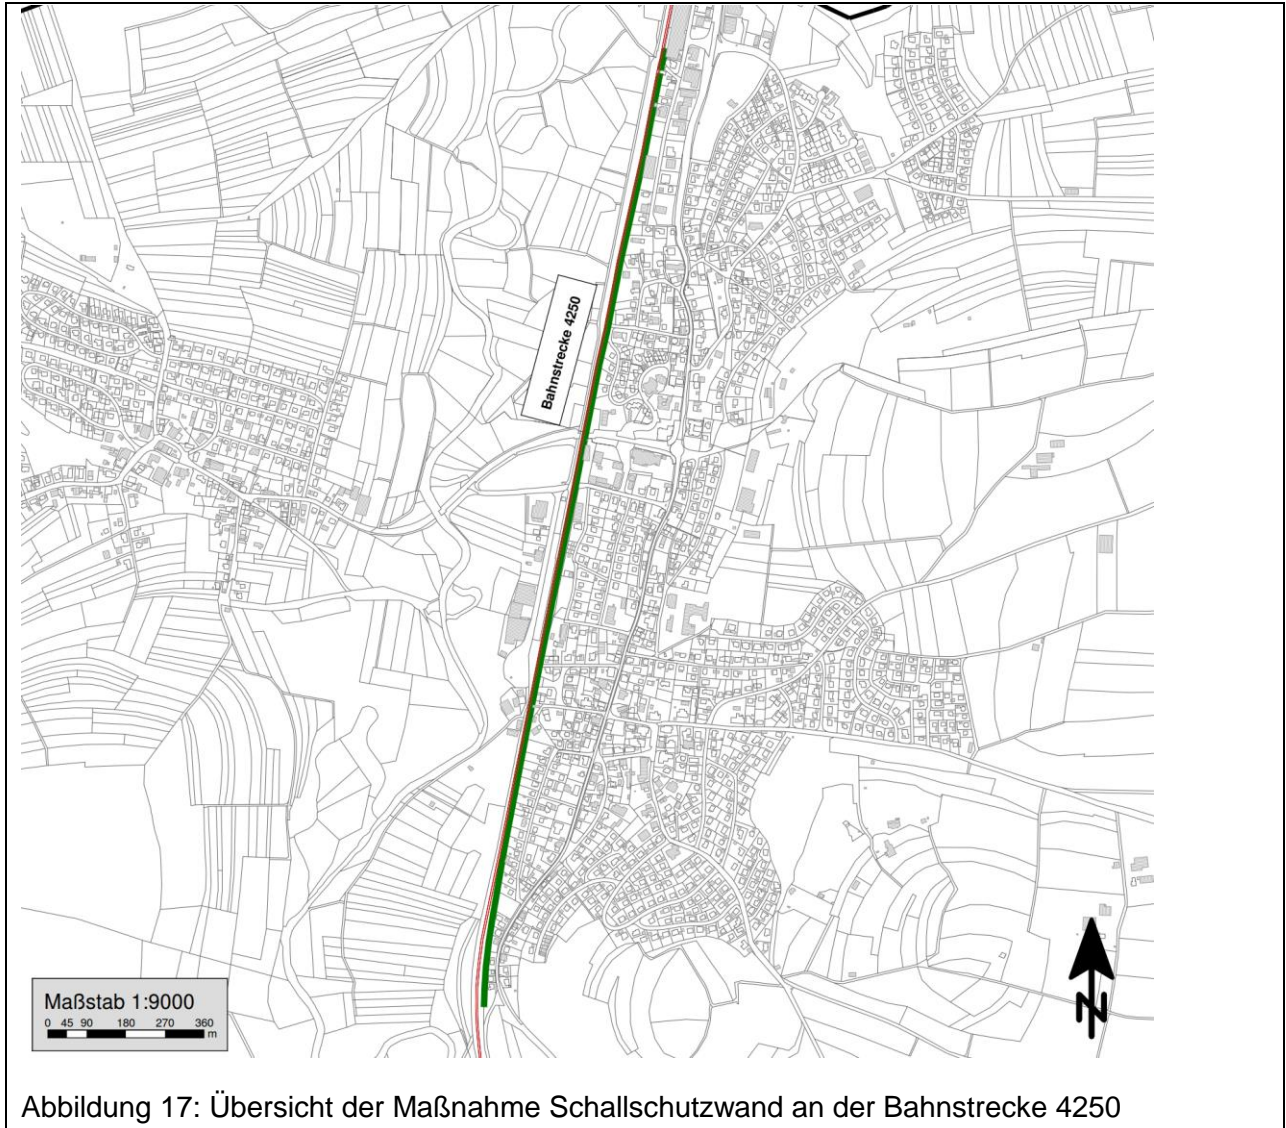 Bahnstrecke 4250
Maßstab 1:9000
0 45 90 180 270 360
m
N
Abbildung 17: Übersicht der Maßnahme Schallschutzwand an der Bahnstrecke 4250